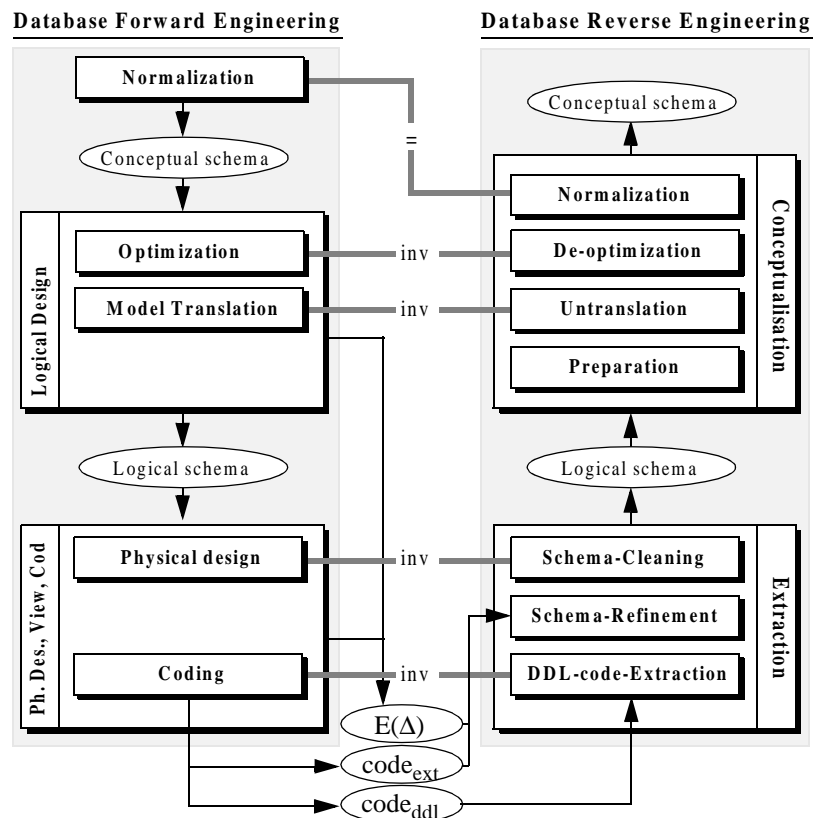 Database Forward Engineering
Database Reverse Engineering
Normalization
Conceptual schema
Logical Design
Optimization
Model Translation
Logical schema
Ph. Des., View, Cod
Physical design
Coding
=
inv
inv
inv
inv
E(Δ)
code_ext
code_ddl
Conceptual schema
Conceptualisation
Normalization
De-optimization
Untranslation
Preparation
Logical schema
Extraction
Schema-Cleaning
Schema-Refinement
DDL-code-Extraction